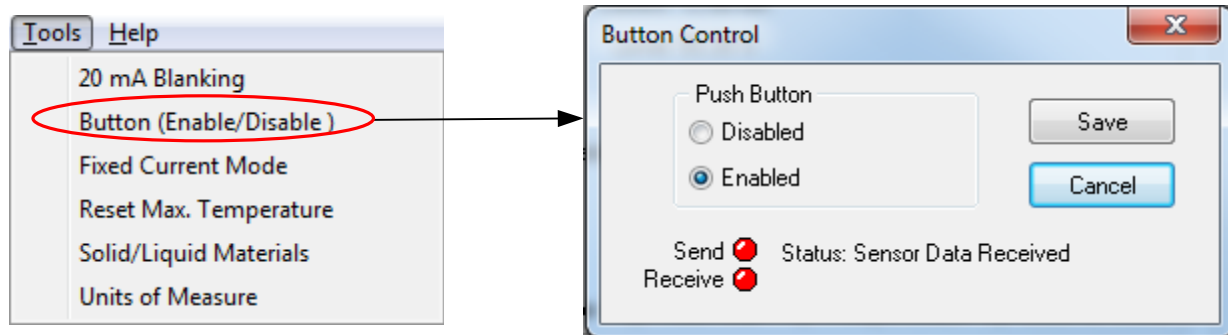 Tools Help
20 mA Blanking
Button (Enable/Disable )
Fixed Current Mode
Reset Max. Temperature
Solid/Liquid Materials
Units of Measure
Button Control
Push Button
Disabled
Enabled
Save
Cancel
Send Status: Sensor Data Received
Receive